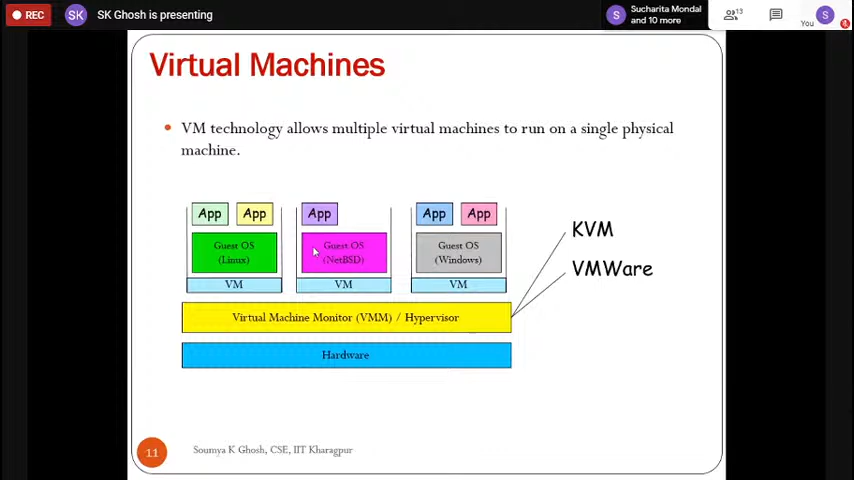 REC
SK
SK Ghosh is presenting
S
Sucharita Mondal
and 10 more
13
You
S
Virtual Machines
VM technology allows multiple virtual machines to run on a single physical
machine.
App App App App App
Guest OS
(Linux)
Guest OS
(NetBSD)
Guest OS
(Windows)
VM VM VM
KVM
VMWare
Virtual Machine Monitor (VMM) / Hypervisor
Hardware
11
Soumya K Ghosh, CSE, IIT Kharagpur